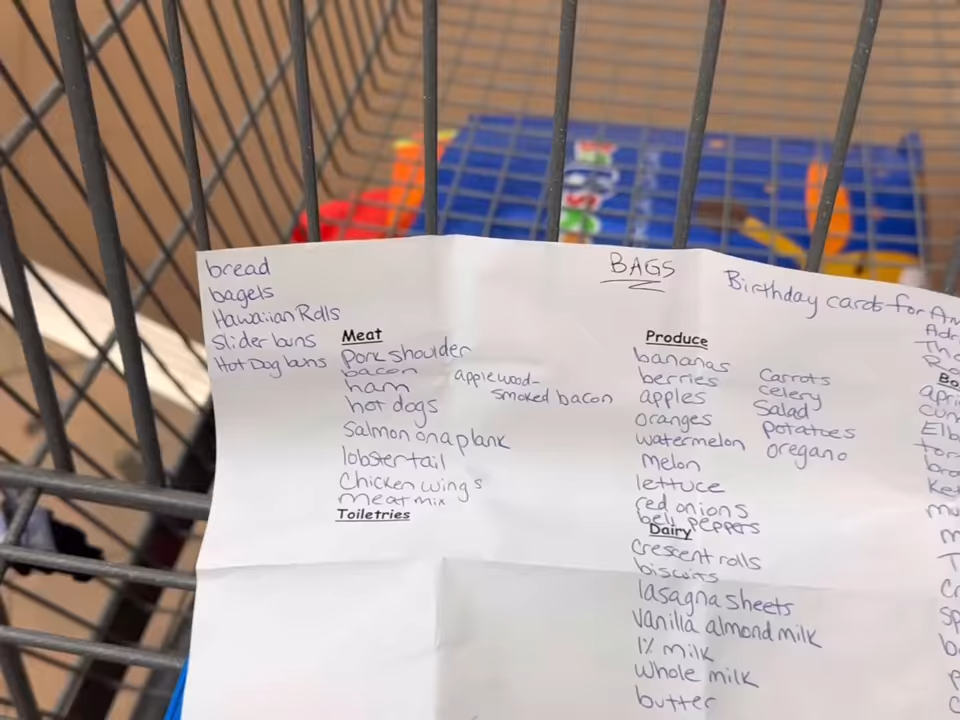 BAGS
Birthday cards for
bread
bagels
Hawaiian Rolls
Slider buns
Hot Dog buns
Meat
Pork shoulder
bacon
applewood-
smoked bacon
ham
hot dogs
salmon on a plank
lobster tail
Chicken wings
meat mix
Toiletries
Produce
bananas
berries
apples
oranges
watermelon
melon
lettuce
red onions
bell peppers
Carrots
celery
Salad
potatoes
oregano
Dairy
crescent rolls
biscuits
lasagna sheets
vanilla almond milk
1% milk
whole milk
butter